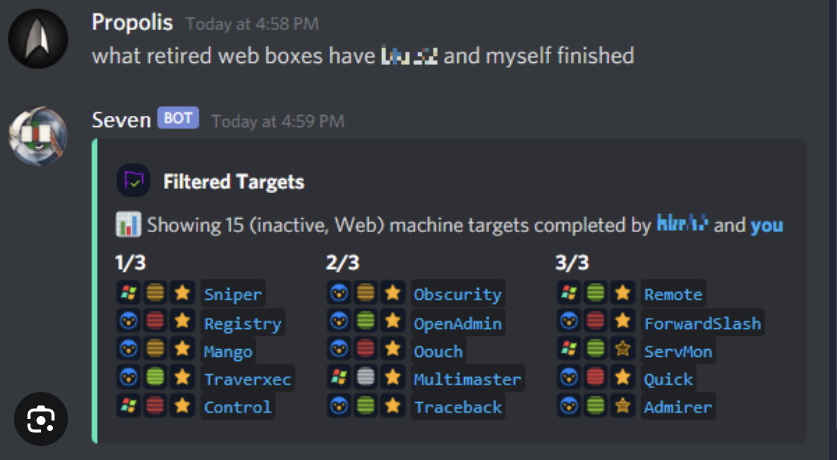 Propolis Today at 4:58 PM
what retired web boxes have and myself finished
Seven BOT Today at 4:59 PM
Filtered Targets
Showing 15 (inactive, Web) machine targets completed by and you
1/3 2/3 3/3
Sniper Obscurity Remote
Registry OpenAdmin ForwardSlash
Mango Oouch ServMon
Traverxec Multimaster Quick
Control Traceback Admirer